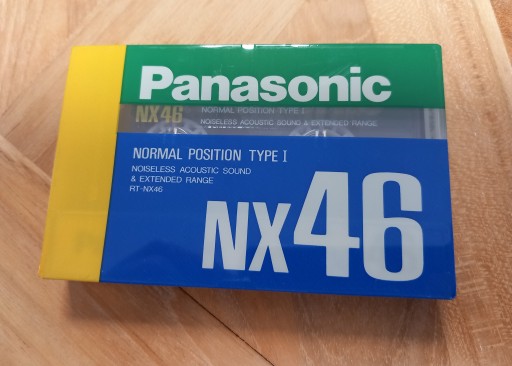 Panasonic
NX46
NORMAL POSITION TYPE I
NOISELESS ACOUSTIC SOUND & EXTENDED RANGE
NORMAL POSITION TYPE I
NOISELESS ACOUSTIC SOUND
& EXTENDED RANGE
RT-NX46
NX46